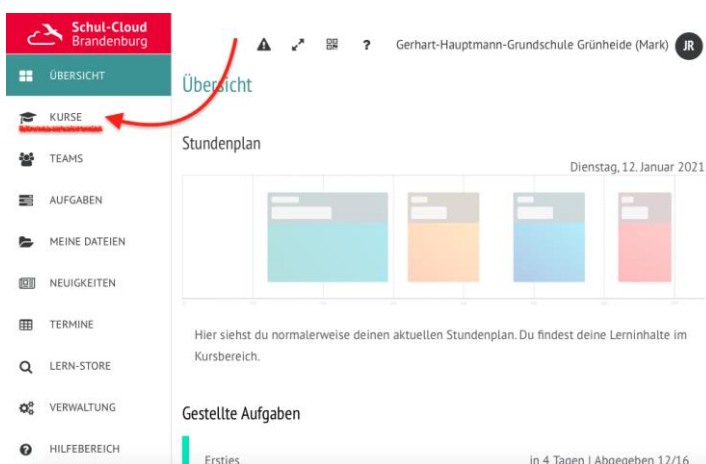 Schul-Cloud
Brandenburg
? Gerhart-Hauptmann-Grundschule Grünheide (Mark) JR
ÜBERSICHT
KURSE
TEAMS
AUFGABEN
MEINE DATEIEN
NEUIGKEITEN
TERMINE
LERN-STORE
VERWALTUNG
HILFEBEREICH
Übersicht
Stundenplan
Dienstag, 12. Januar 2021
Hier siehst du normalerweise deinen aktuellen Stundenplan. Du findest deine Lerninhalte im
Kursbereich.
Gestellte Aufgaben
Ersties in 4 Tagen | Abgegeben 12/16